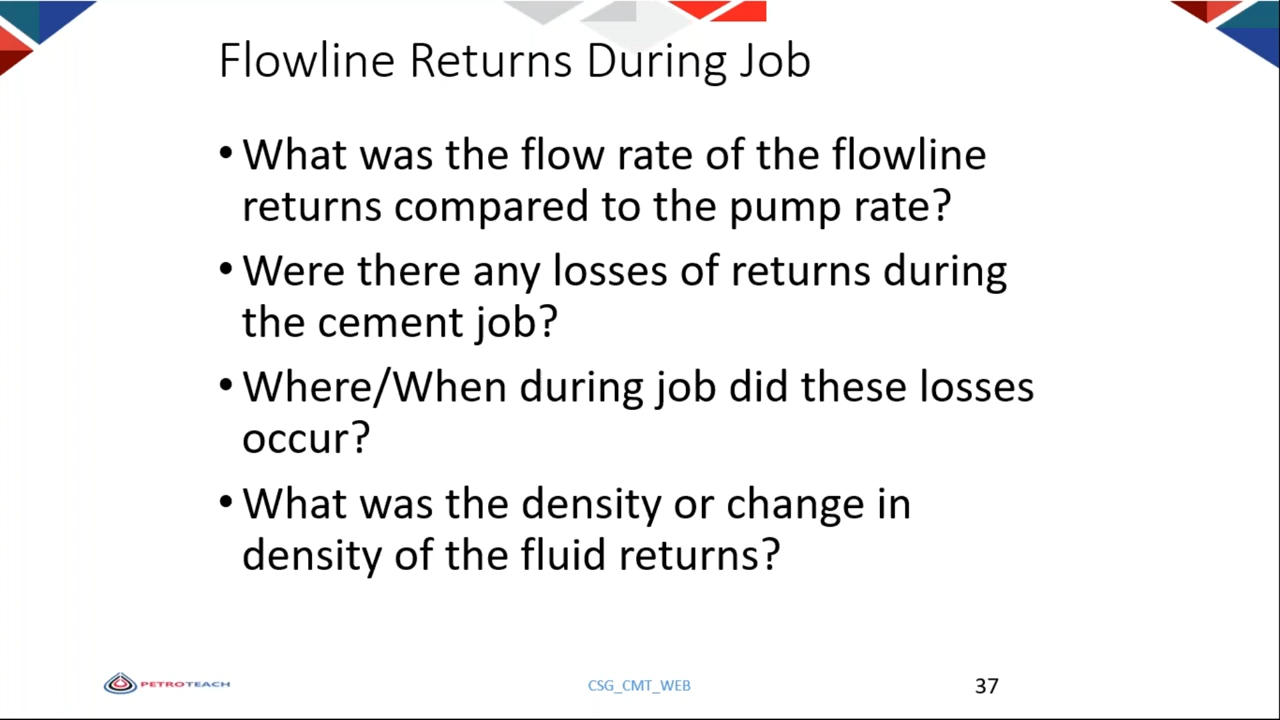 Flowline Returns During Job
• What was the flow rate of the flowline
returns compared to the pump rate?
• Were there any losses of returns during
the cement job?
• Where/When during job did these losses
occur?
• What was the density or change in
density of the fluid returns?
PETROTEACH
CSG_CMT_WEB
37